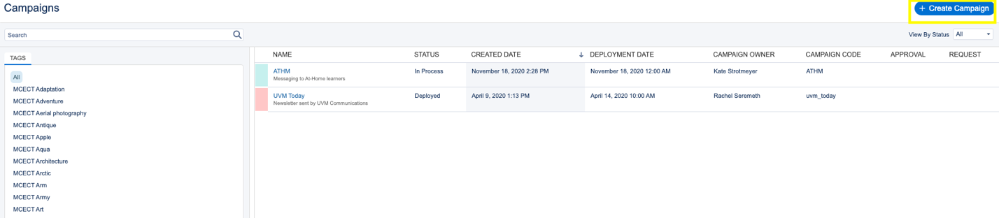 Campaigns
+ Create Campaign
Search
View By Status All
TAGS
All
MCECT Adaptation
MCECT Adventure
MCECT Aerial photography
MCECT Antique
MCECT Apple
MCECT Aqua
MCECT Architecture
MCECT Arctic
MCECT Arm
MCECT Army
MCECT Art
NAME STATUS CREATED DATE DEPLOYMENT DATE CAMPAIGN OWNER CAMPAIGN CODE APPROVAL REQUEST
ATHM In Process November 18, 2020 2:28 PM November 18, 2020 12:00 AM Kate Strotmeyer ATHM
Messaging to At-Home learners
UVM Today Deployed April 9, 2020 1:13 PM April 14, 2020 10:00 AM Rachel Seremeth uvm_today
Newsletter sent by UVM Communications